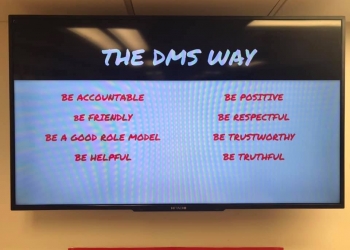 THE DMS WAY
BE ACCOUNTABLE
BE FRIENDLY
BE A GOOD ROLE MODEL
BE HELPFUL
BE POSITIVE
BE RESPECTFUL
BE TRUSTWORTHY
BE TRUTHFUL